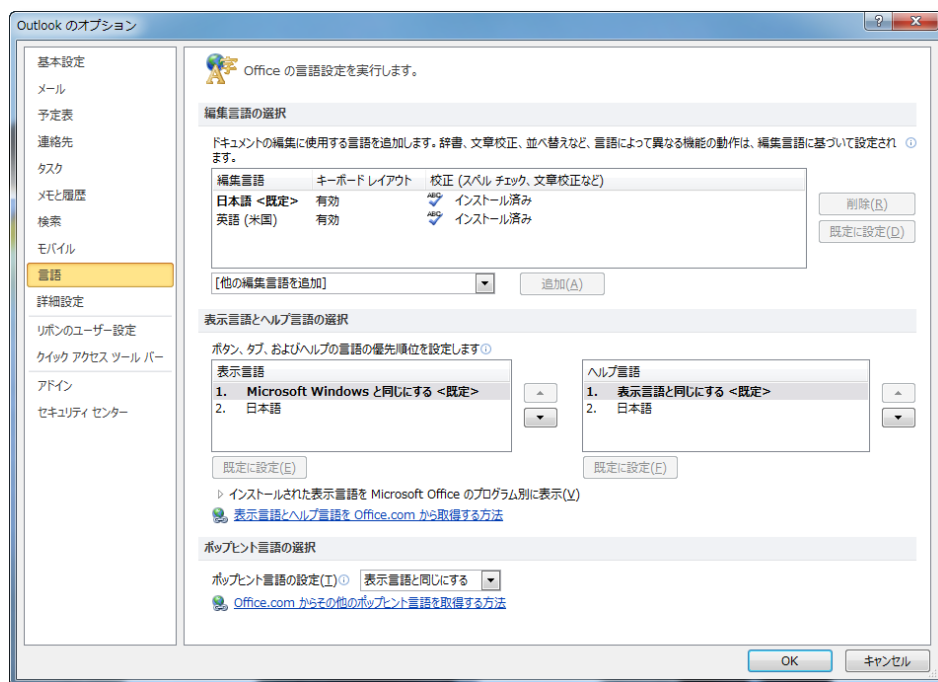 Outlook のオプション
基本設定
メール
予定表
連絡先
タスク
メモと履歴
検索
モバイル
言語
詳細設定
リボンのユーザー設定
クイック アクセス ツール バー
アドイン
セキュリティ センター
Office の言語設定を実行します。
編集言語の選択
ドキュメントの編集に使用する言語を追加します。辞書、文章校正、並べ替えなど、言語によって異なる機能の動作は、編集言語に基づいて設定され
ます。
編集言語 キーボード レイアウト 校正 (スペル チェック、文章校正など)
日本語 <既定> 有効 インストール済み
英語 (米国) 有効 インストール済み
削除(R)
既定に設定(D)
[他の編集言語を追加] 追加(A)
表示言語とヘルプ言語の選択
ボタン、タブ、およびヘルプの言語の優先順位を設定します
表示言語
1. Microsoft Windows と同じにする <既定>
2. 日本語
既定に設定(E)
ヘルプ言語
1. 表示言語と同じにする <既定>
2. 日本語
既定に設定(F)
インストールされた表示言語を Microsoft Office のプログラム別に表示(V)
表示言語とヘルプ言語を Office.com から取得する方法
ポップヒント言語の選択
ポップヒント言語の設定(T) 表示言語と同じにする
Office.com からその他のポップヒント言語を取得する方法
OK キャンセル